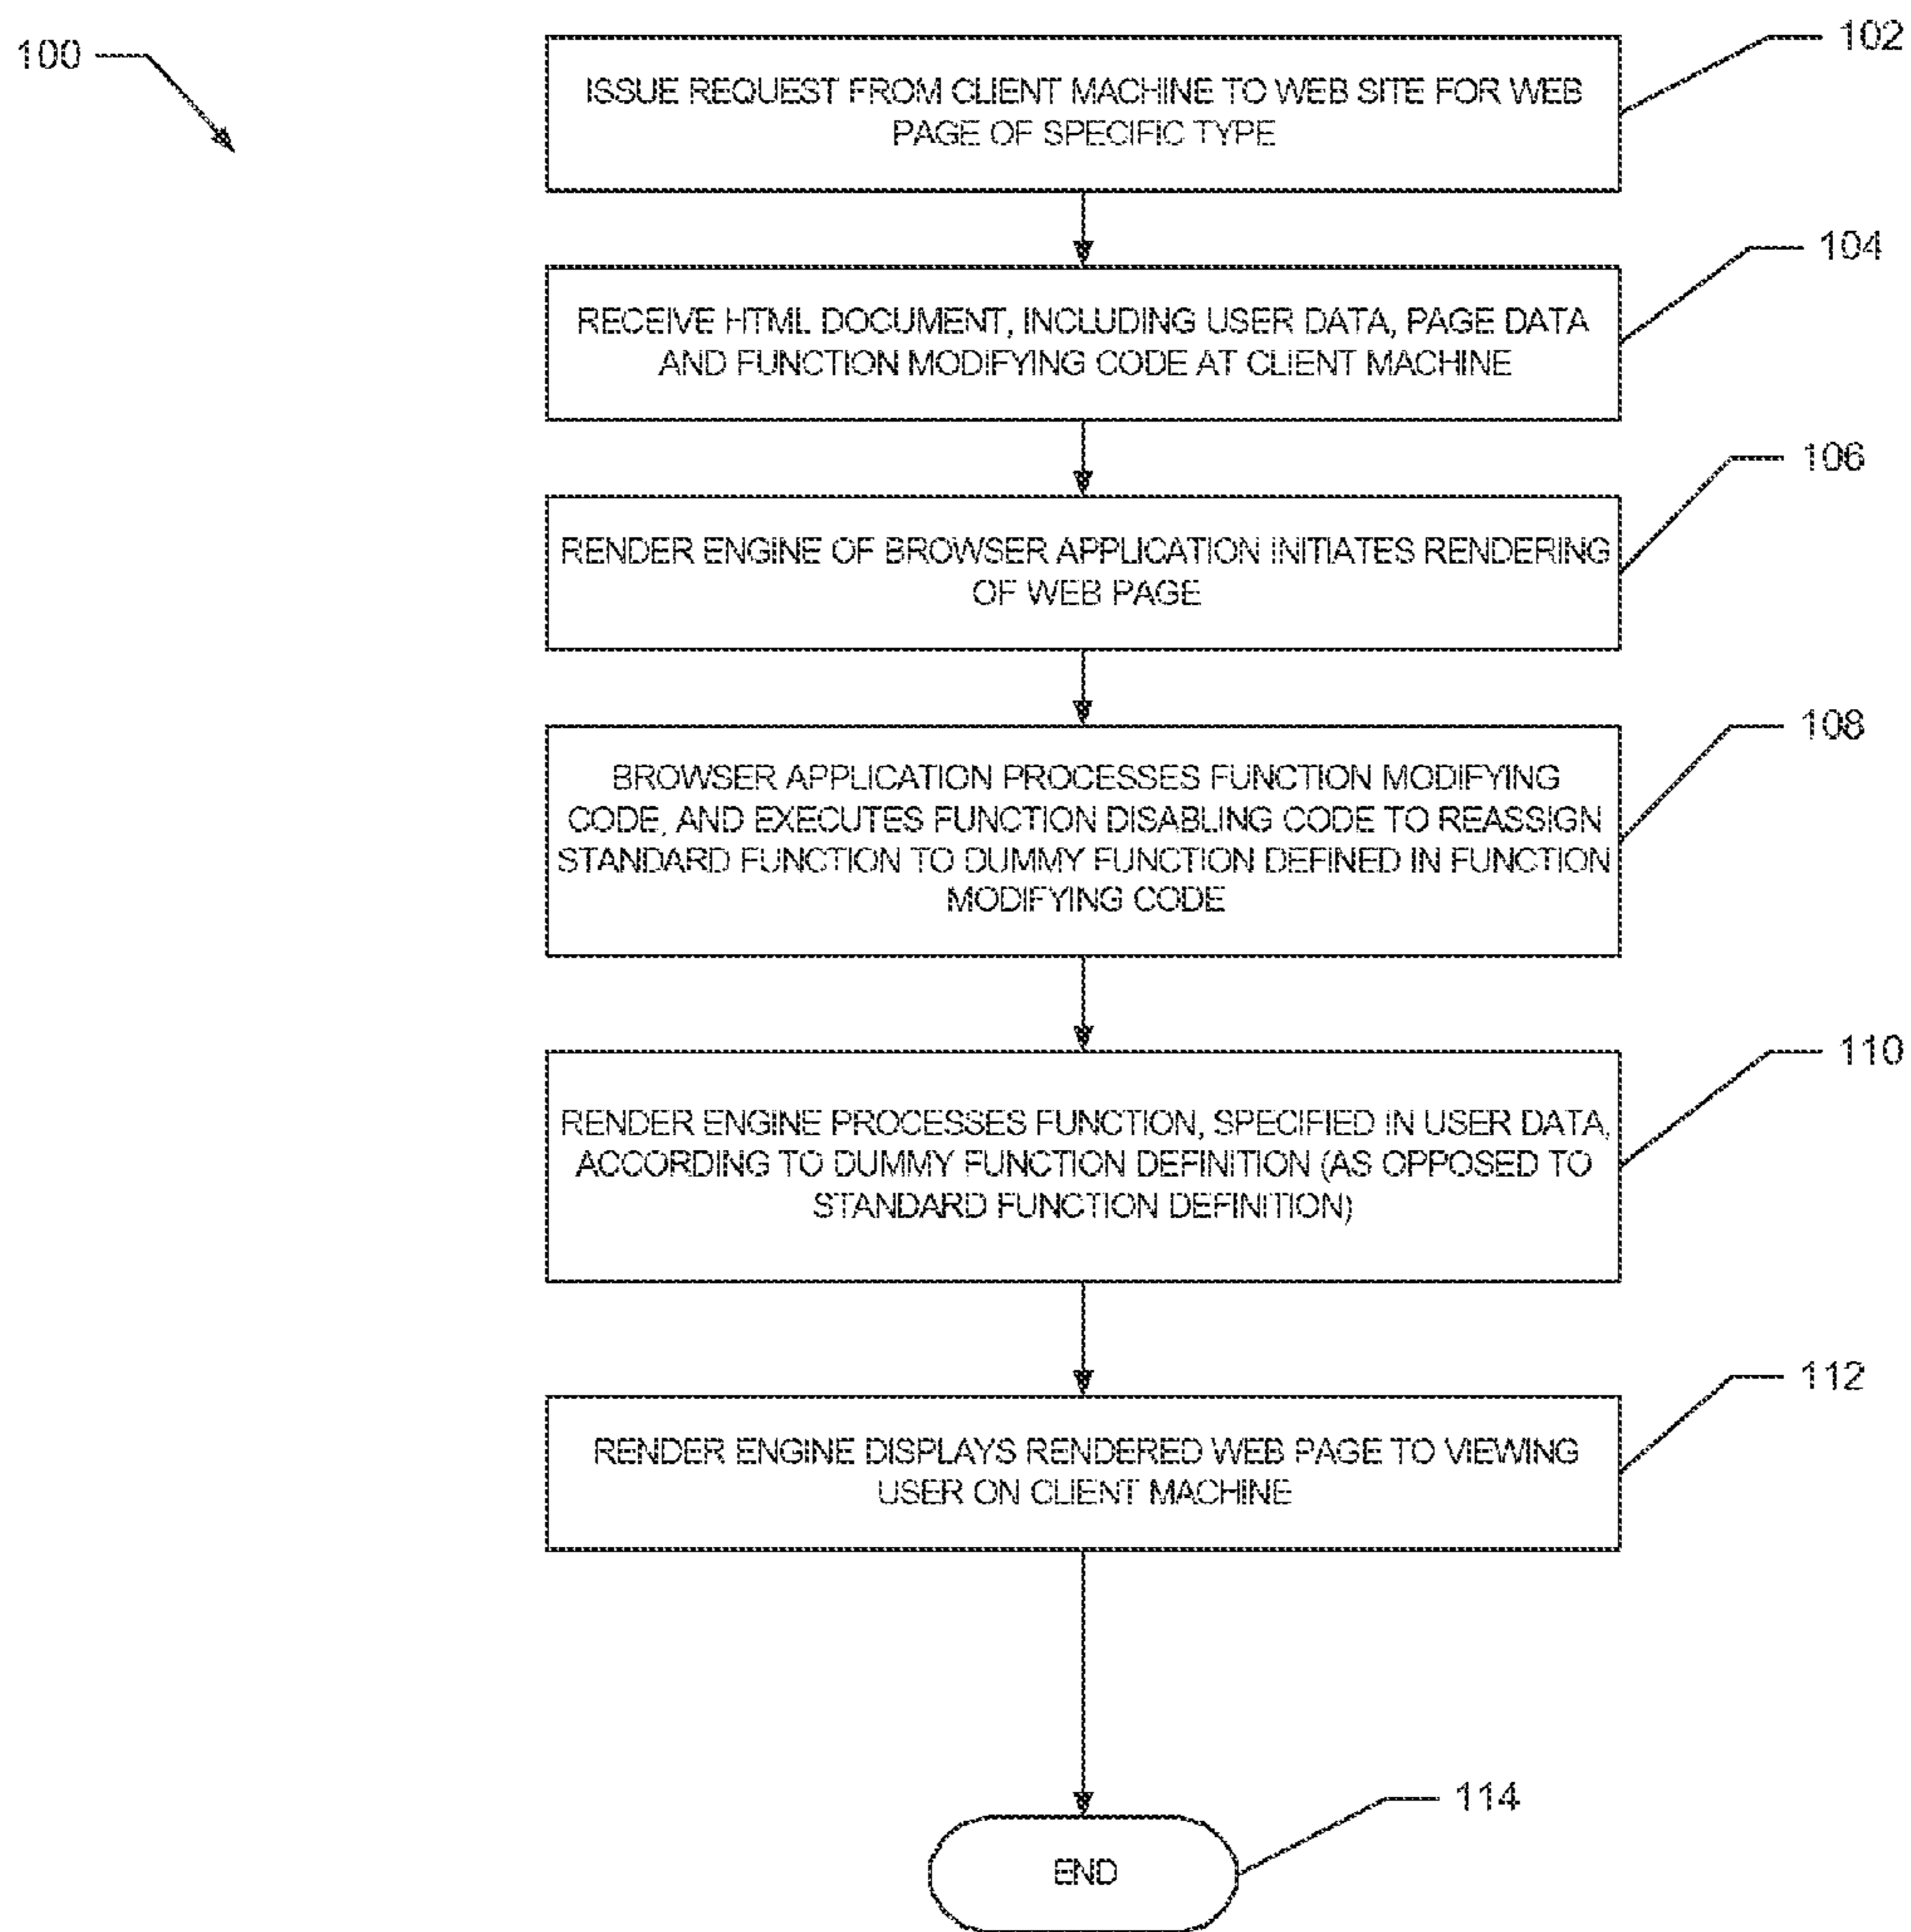 100
102
ISSUE REQUEST FROM CLIENT MACHINE TO WEB SITE FOR WEB
PAGE OF SPECIFIC TYPE
104
RECEIVE HTML DOCUMENT, INCLUDING USER DATA, PAGE DATA
AND FUNCTION MODIFYING CODE AT CLIENT MACHINE
106
RENDER ENGINE OF BROWSER APPLICATION INITIATES RENDERING
OF WEB PAGE
108
BROWSER APPLICATION PROCESSES FUNCTION MODIFYING
CODE, AND EXECUTES FUNCTION DISABLING CODE TO REASSIGN
STANDARD FUNCTION TO DUMMY FUNCTION DEFINED IN FUNCTION
MODIFYING CODE
110
RENDER ENGINE PROCESSES FUNCTION, SPECIFIED IN USER DATA,
ACCORDING TO DUMMY FUNCTION DEFINITION (AS OPPOSED TO
STANDARD FUNCTION DEFINITION)
112
RENDER ENGINE DISPLAYS RENDERED WEB PAGE TO VIEWING
USER ON CLIENT MACHINE
114
END